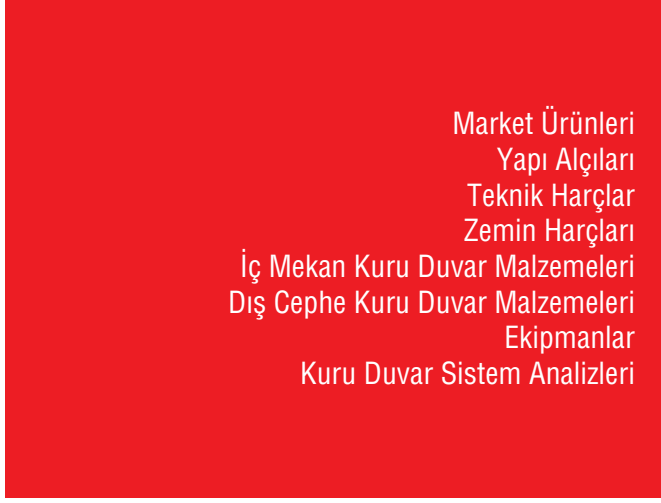 Market Ürünleri
Yapı Alçıları
Teknik Harçlar
Zemin Harçları
İç Mekan Kuru Duvar Malzemeleri
Dış Cephe Kuru Duvar Malzemeleri
Ekipmanlar
Kuru Duvar Sistem Analizleri